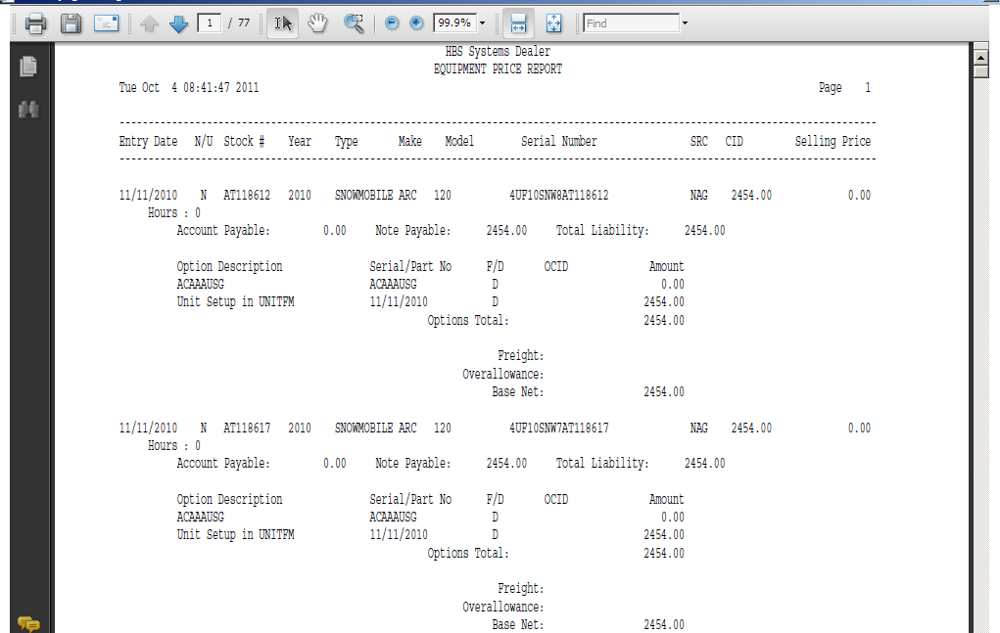 1 / 77 99.9% Find
HBS Systems Dealer
EQUIPMENT PRICE REPORT
Tue Oct 4 08:41:47 2011 Page 1
Entry Date N/U Stock # Year Type Make Model Serial Number SRC CID Selling Price
11/11/2010 N AT118612 2010 SNOWMOBILE ARC 120 4UF10SNW8AT118612 NAG 2454.00 0.00
Hours : 0
Account Payable: 0.00 Note Payable: 2454.00 Total Liability: 2454.00
Option Description Serial/Part No F/D OCID Amount
ACAAAUSG ACAAAUSG D 0.00
Unit Setup in UNITFM 11/11/2010 D 2454.00
Options Total: 2454.00
Freight:
Overallowance:
Base Net: 2454.00
11/11/2010 N AT118617 2010 SNOWMOBILE ARC 120 4UF10SNW7AT118617 NAG 2454.00 0.00
Hours : 0
Account Payable: 0.00 Note Payable: 2454.00 Total Liability: 2454.00
Option Description Serial/Part No F/D OCID Amount
ACAAAUSG ACAAAUSG D 0.00
Unit Setup in UNITFM 11/11/2010 D 2454.00
Options Total: 2454.00
Freight:
Overallowance:
Base Net: 2454.00